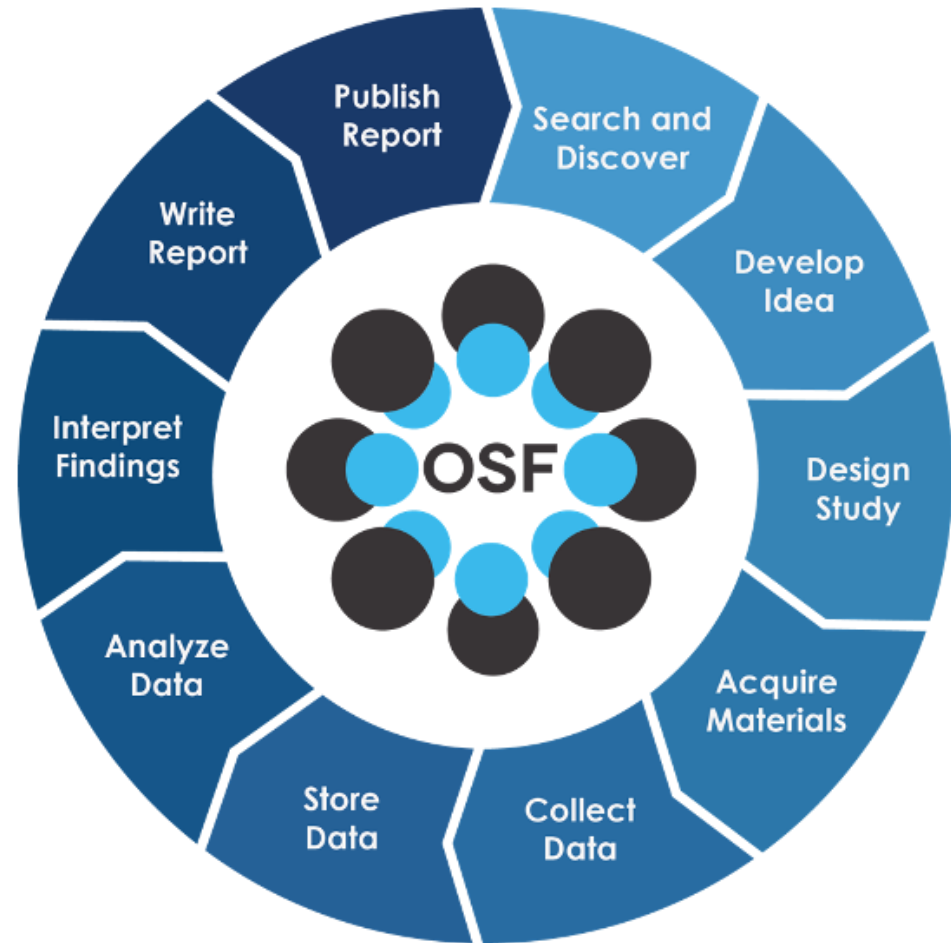 Search and
Discover
Develop
Idea
Design
Study
Acquire
Materials
Collect
Data
Store
Data
Analyze
Data
Interpret
Findings
Write
Report
Publish
Report
OSF